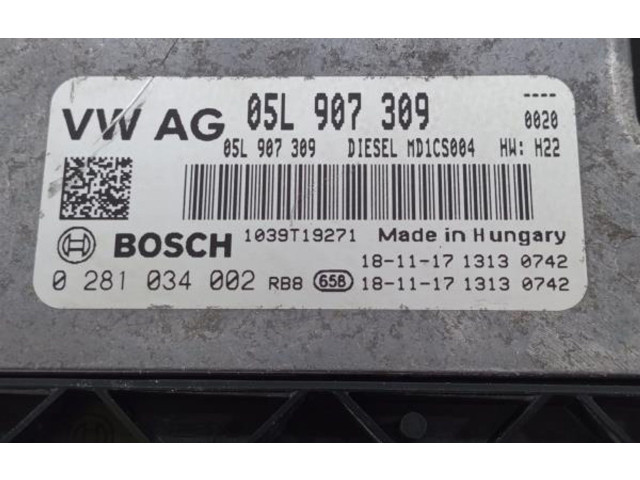 VW AG 05L 907 309 ----
0020
05L 907 309 DIESEL MD1CS004 HW: H22
BOSCH 1039T19271 Made in Hungary
18-11-17 1313 0742
0 281 034 002 RB8 658 18-11-17 1313 0742